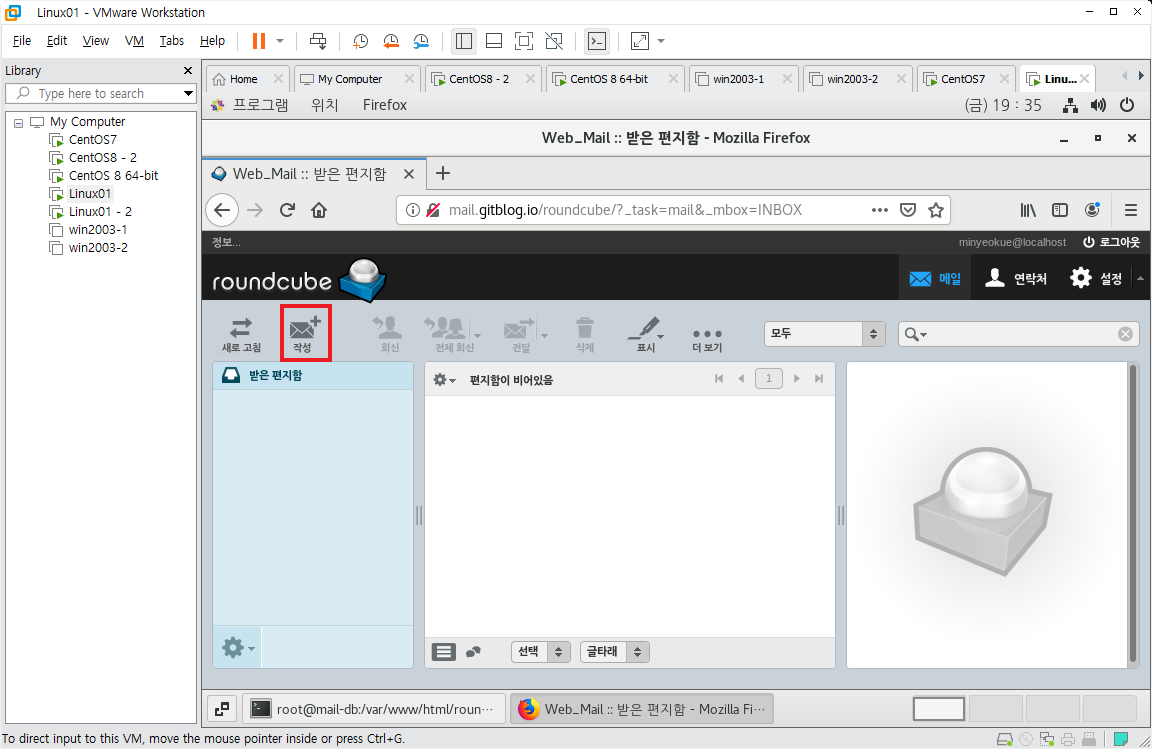 Linux01 - VMware Workstation
File Edit View VM Tabs Help
Library
Type here to search
My Computer
CentOS7
CentOS8 - 2
CentOS 8 64-bit
Linux01
Linux01 - 2
win2003-1
win2003-2
Home My Computer CentOS8 - 2 CentOS 8 64-bit win2003-1 win2003-2 CentOS7 Linu...
프로그램 위치 Firefox (금) 19 : 35
Web_Mail :: 받은 편지함 - Mozilla Firefox
Web_Mail :: 받은 편지함
mail.gitblog.io/roundcube/?_task=mail&_mbox=INBOX
정보... minyeokue@localhost 로그아웃
roundcube 메일 연락처 설정
새로 고침 작성 회신 전체 회신 전달 삭제 표시 더 보기 모두
받은 편지함 편지함이 비어있음 1
선택 글타래
root@mail-db:/var/www/html/roun··· Web_Mail :: 받은 편지함 - Mozilla Fi···
To direct input to this VM, move the mouse pointer inside or press Ctrl+G.